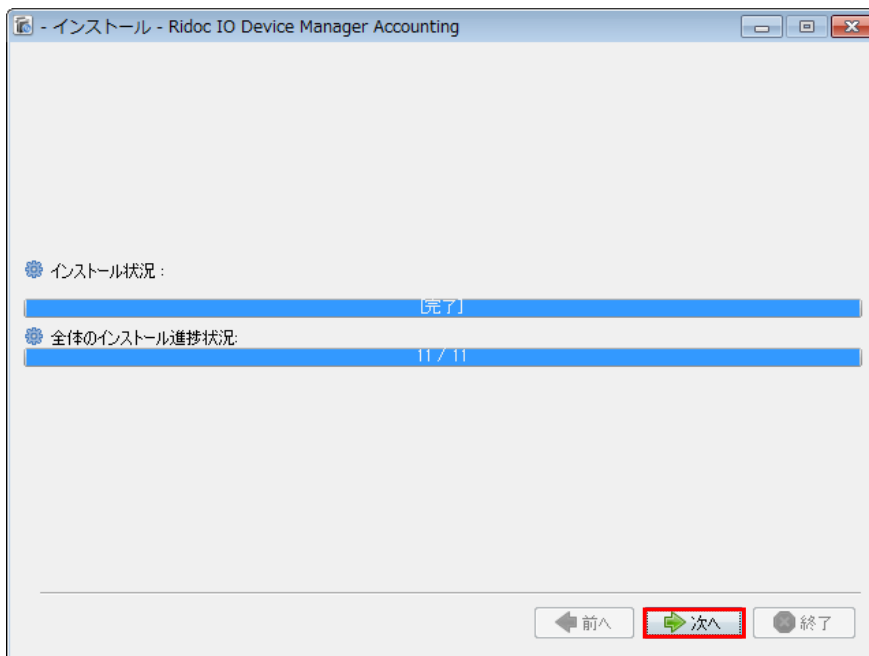 - インストール - Ridoc IO Device Manager Accounting
インストール状況 :
[完了]
全体のインストール進捗状況:
11 / 11
前へ
次へ
終了